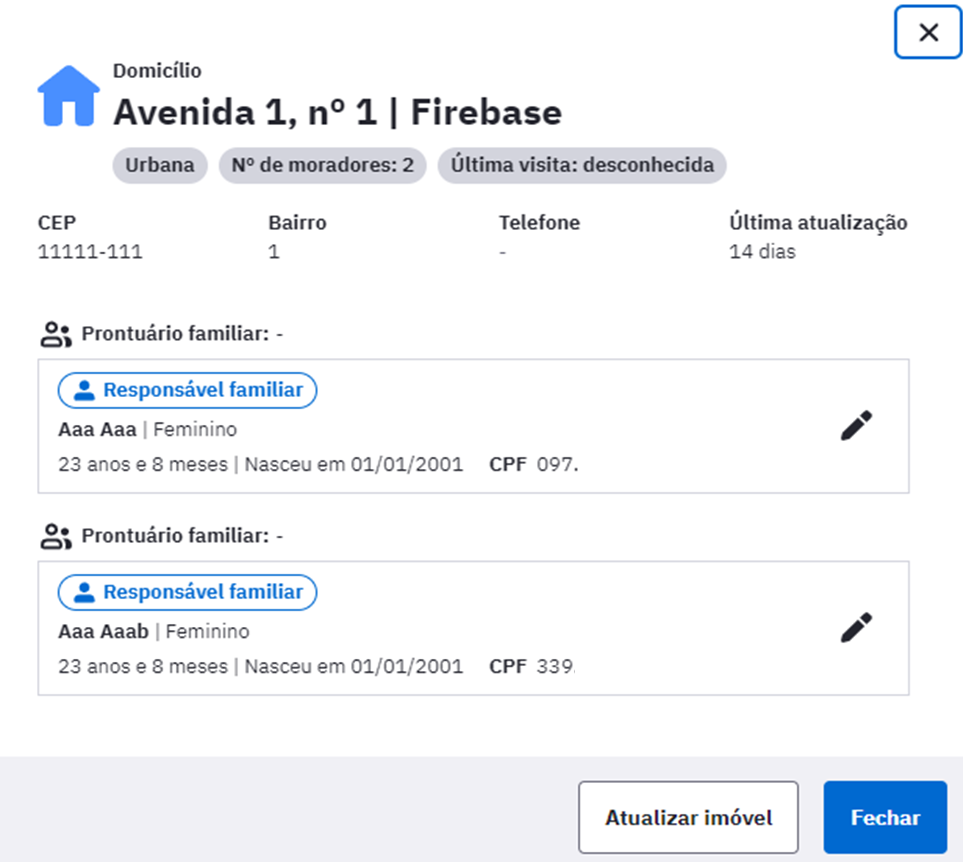 Domicílio
Avenida 1, nº 1 | Firebase
Urbana Nº de moradores: 2 Última visita: desconhecida
CEP Bairro Telefone Última atualização
11111-111 1 - 14 dias
Prontuário familiar: -
Responsável familiar
Aaa Aaa | Feminino
23 anos e 8 meses | Nasceu em 01/01/2001 CPF 097.
Prontuário familiar: -
Responsável familiar
Aaa Aaab | Feminino
23 anos e 8 meses | Nasceu em 01/01/2001 CPF 339
Atualizar imóvel Fechar